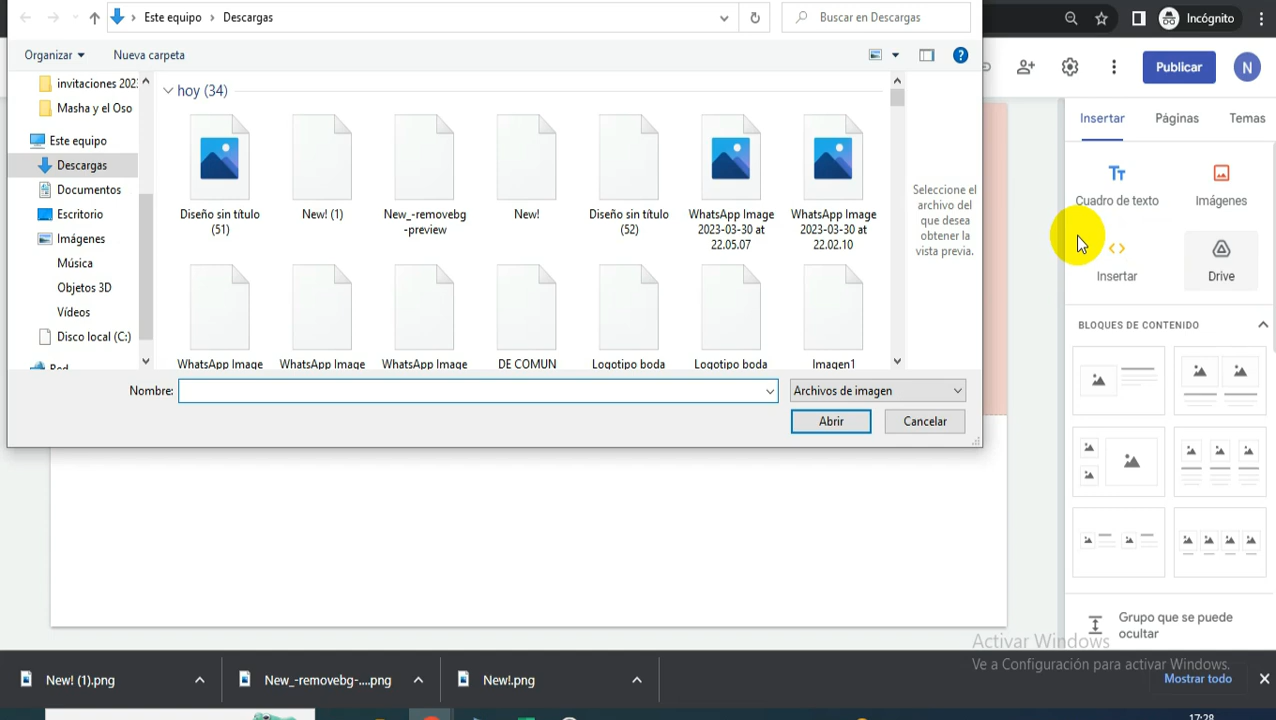 Este equipo
Descargas
Buscar en Descargas
Incógnito
Organizar
Nueva carpeta
Publicar
N
invitaciones 202
Masha y el Oso
Este equipo
Descargas
Documentos
Escritorio
Imágenes
Música
Objetos 3D
Vídeos
Disco local (C:)
Red
hoy (34)
Diseño sin título
(51)
New! (1)
New_-removebg
-preview
New!
Diseño sin título
(52)
WhatsApp Image
2023-03-30 at
22.05.07
WhatsApp Image
2023-03-30 at
22.02.10
WhatsApp Image
WhatsApp Image
WhatsApp Image
DE COMUN
Logotipo boda
Logotipo boda
Imagen1
Seleccione el
archivo del
que desea
obtener la
vista previa.
Nombre:
Archivos de imagen
Abrir
Cancelar
Insertar
Páginas
Temas
Tт
Cuadro de texto
Imágenes
Insertar
Drive
BLOQUES DE CONTENIDO
Grupo que se puede
ocultar
Activar Windows
Ve a Configuración para activar Windows.
New! (1).png
New_-removebg-....png
New!.png
Mostrar todo
17:28